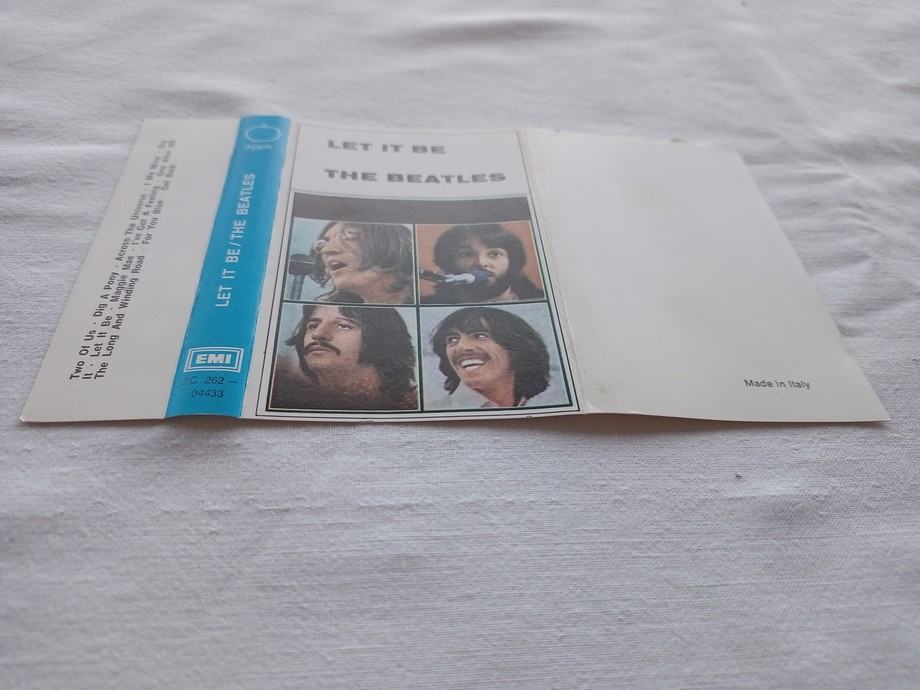 Two Of Us · Dig A Pony · Across The Universe · I Me Mine · Dig
It · Let It Be · Maggie Mae · I've Got A Feeling · One After 909
The Long And Winding Road · For You Blue · Get Back
Apple
LET IT BE/THE BEATLES
EMI
2C 262 –
04433
LET IT BE
THE BEATLES
Made in Italy